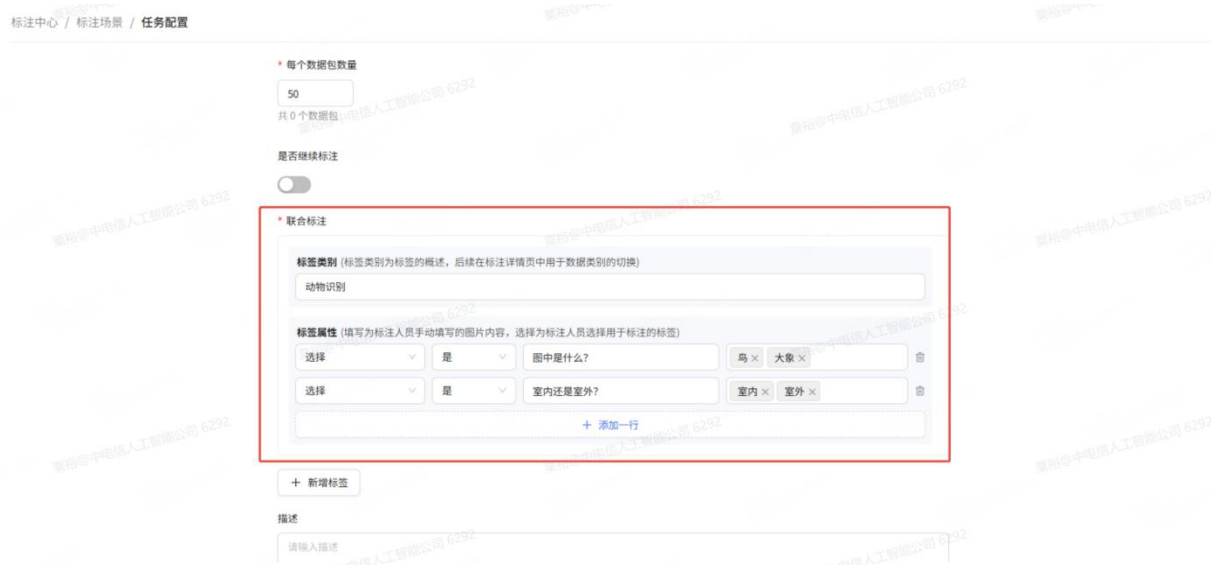 标注中心 / 标注场景 / 任务配置
* 每个数据包数量
50
共 0 个数据包
是否继续标注
* 联合标注
标签类别 (标签类别为标签的概述，后续在标注详情页中用于数据类别的切换)
动物识别
标签属性 (填写为标注人员手动填写的图片内容，选择为标注人员选择用于标注的标签)
选择 是 图中是什么? 鸟 × 大象 ×
选择 是 室内还是室外? 室内 × 室外 ×
+ 添加一行
+ 新增标签
描述
请输入描述